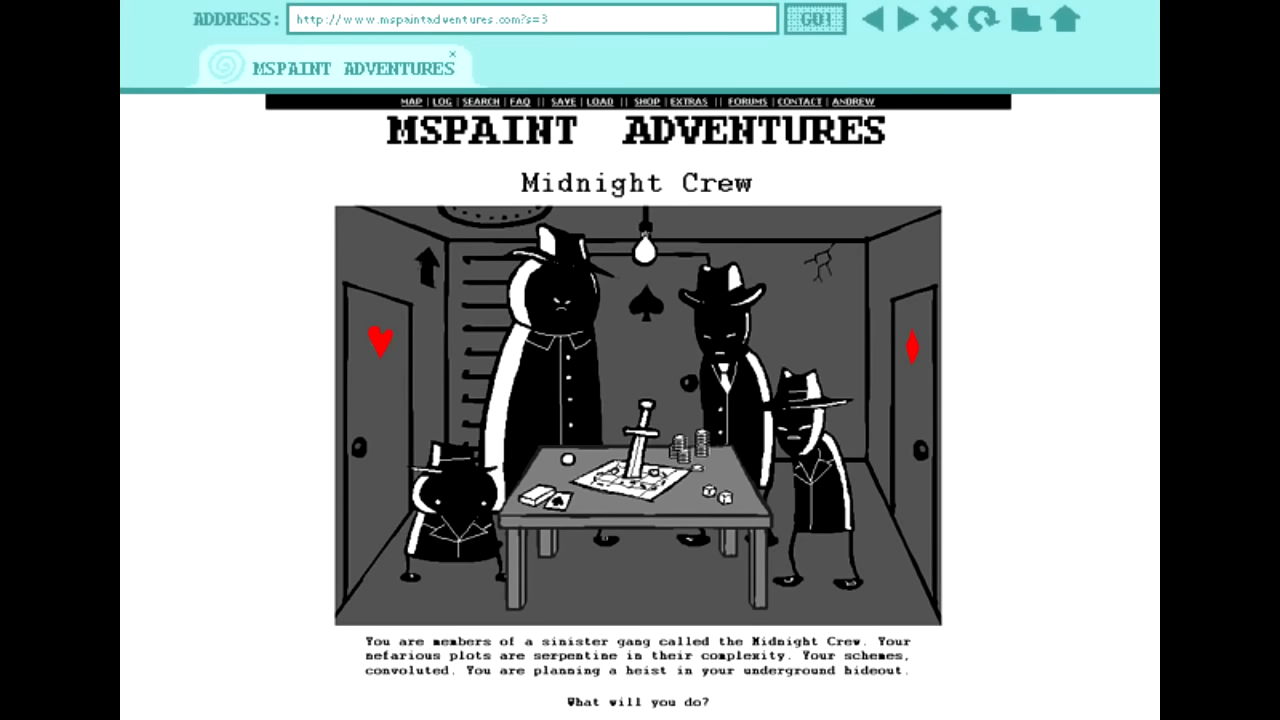 ADDRESS: http://www.mspaintadventures.com?s=3 GO!
MSPAINT ADVENTURES ×
MAP | LOG | SEARCH | FAQ || SAVE | LOAD || SHOP | EXTRAS || FORUMS | CONTACT | ANDREW
MSPAINT ADVENTURES
Midnight Crew
You are members of a sinister gang called the Midnight Crew. Your
nefarious plots are serpentine in their complexity. Your schemes,
convoluted. You are planning a heist in your underground hideout.
What will you do?